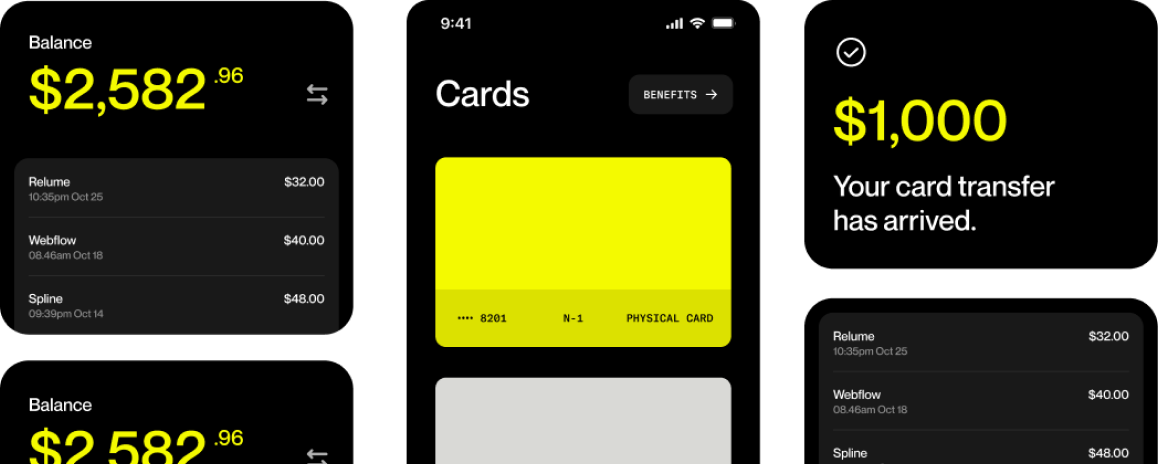 Balance
$2,582.96
Relume $32.00
10:35pm Oct 25
Webflow $40.00
08.46am Oct 18
Spline $48.00
09:39pm Oct 14
Balance
$2,582.96
9:41
Cards
BENEFITS →
•••• 8201 N-1 PHYSICAL CARD
$1,000
Your card transfer
has arrived.
Relume $32.00
10:35pm Oct 25
Webflow $40.00
08.46am Oct 18
Spline $48.00